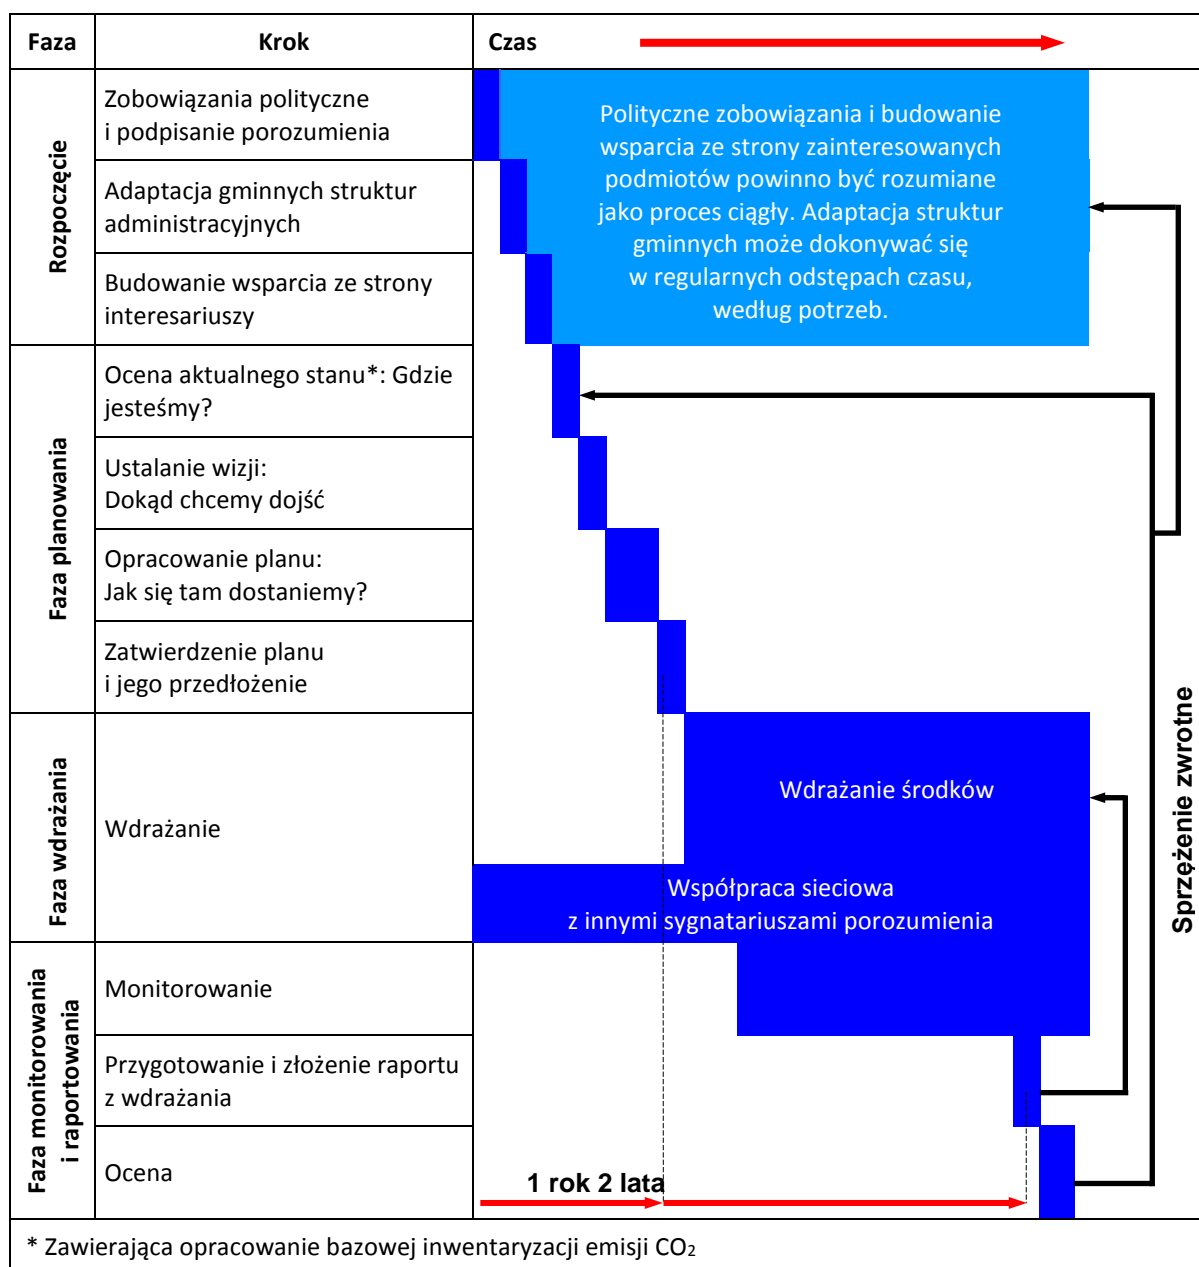 Faza
Krok
Czas
Rozpoczęcie
Zobowiązania polityczne
i podpisanie porozumienia
Adaptacja gminnych struktur
administracyjnych
Budowanie wsparcia ze strony
interesariuszy
Polityczne zobowiązania i budowanie
wsparcia ze strony zainteresowanych
podmiotów powinno być rozumiane
jako proces ciągły. Adaptacja struktur
gminnych może dokonywać się
w regularnych odstępach czasu,
według potrzeb.
Faza planowania
Ocena aktualnego stanu*: Gdzie
jesteśmy?
Ustalanie wizji:
Dokąd chcemy dojść
Opracowanie planu:
Jak się tam dostaniemy?
Zatwierdzenie planu
i jego przedłożenie
Faza wdrażania
Wdrażanie
Wdrażanie środków
Współpraca sieciowa
z innymi sygnatariuszami porozumienia
Faza monitorowania
i raportowania
Monitorowanie
Przygotowanie i złożenie raportu
z wdrażania
Ocena
1 rok 2 lata
Sprzężenie zwrotne
* Zawierająca opracowanie bazowej inwentaryzacji emisji CO₂